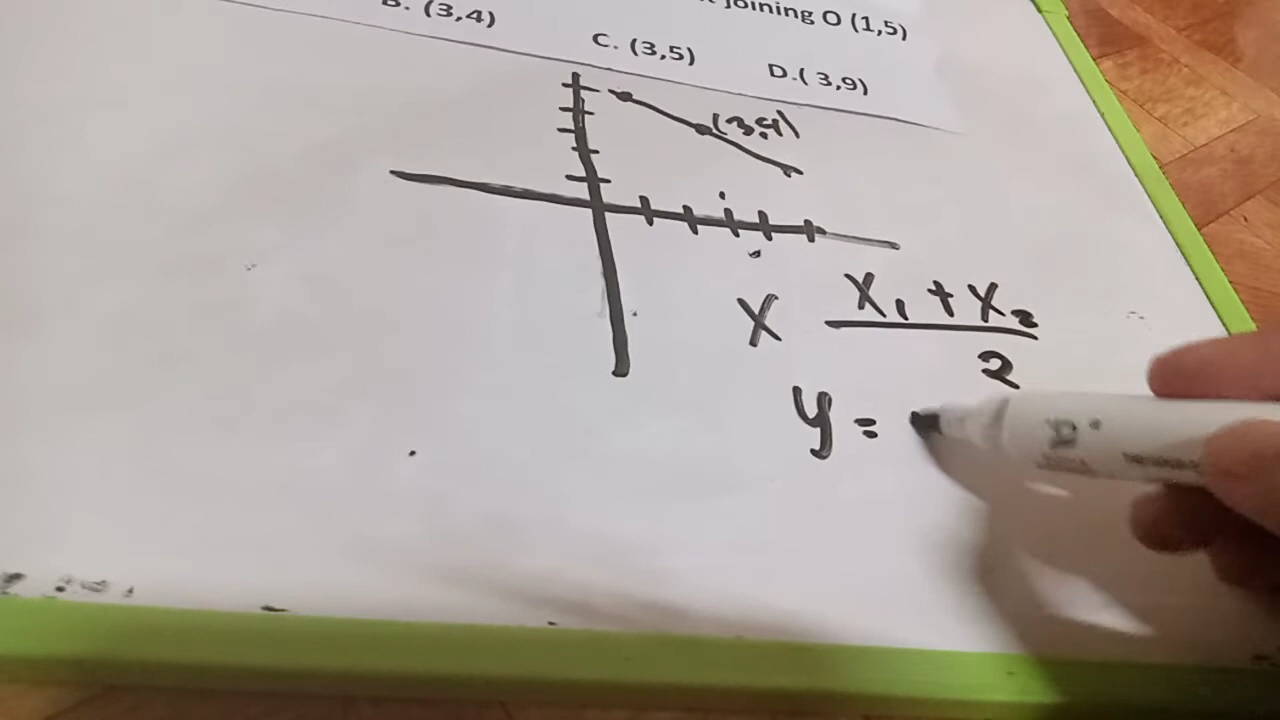 joining O (1,5)
B. (3,4)
C. (3,5)
D.( 3,9)
(3,4)
X X₁ + X₂
2
y =